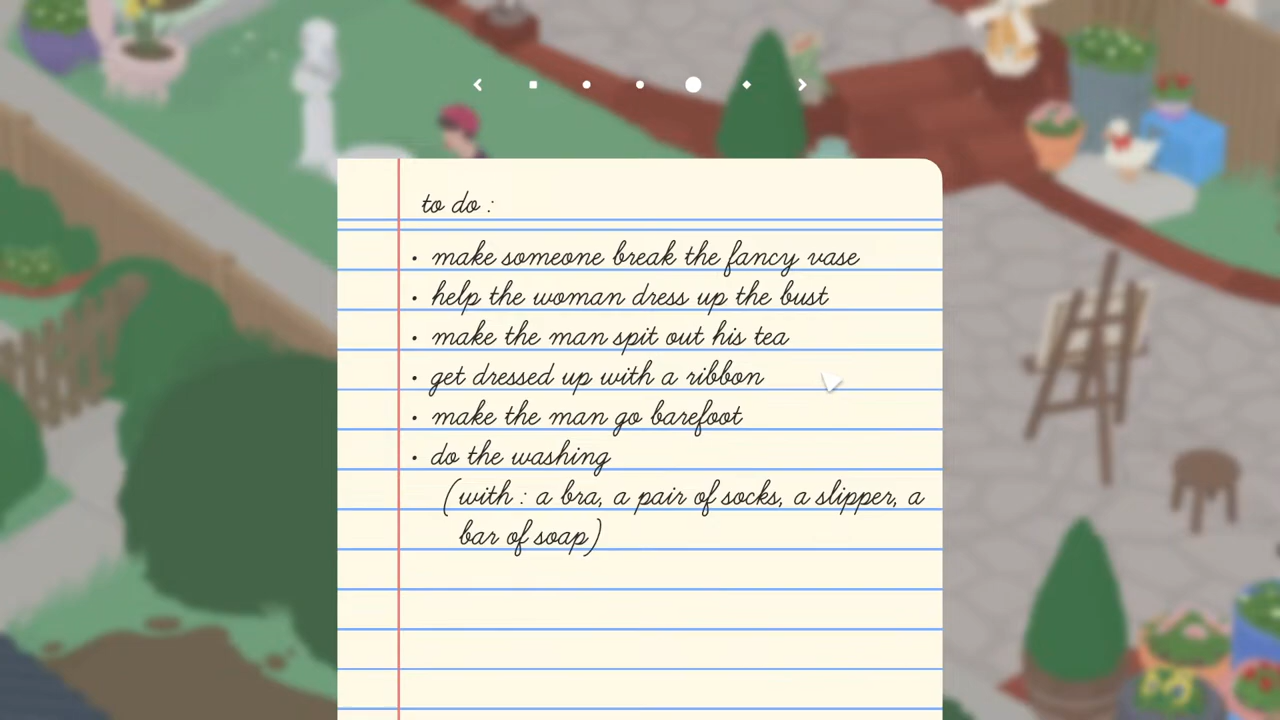 to do :
• make someone break the fancy vase
• help the woman dress up the bust
• make the man spit out his tea
• get dressed up with a ribbon
• make the man go barefoot
• do the washing
(with : a bra, a pair of socks, a slipper, a
bar of soap)